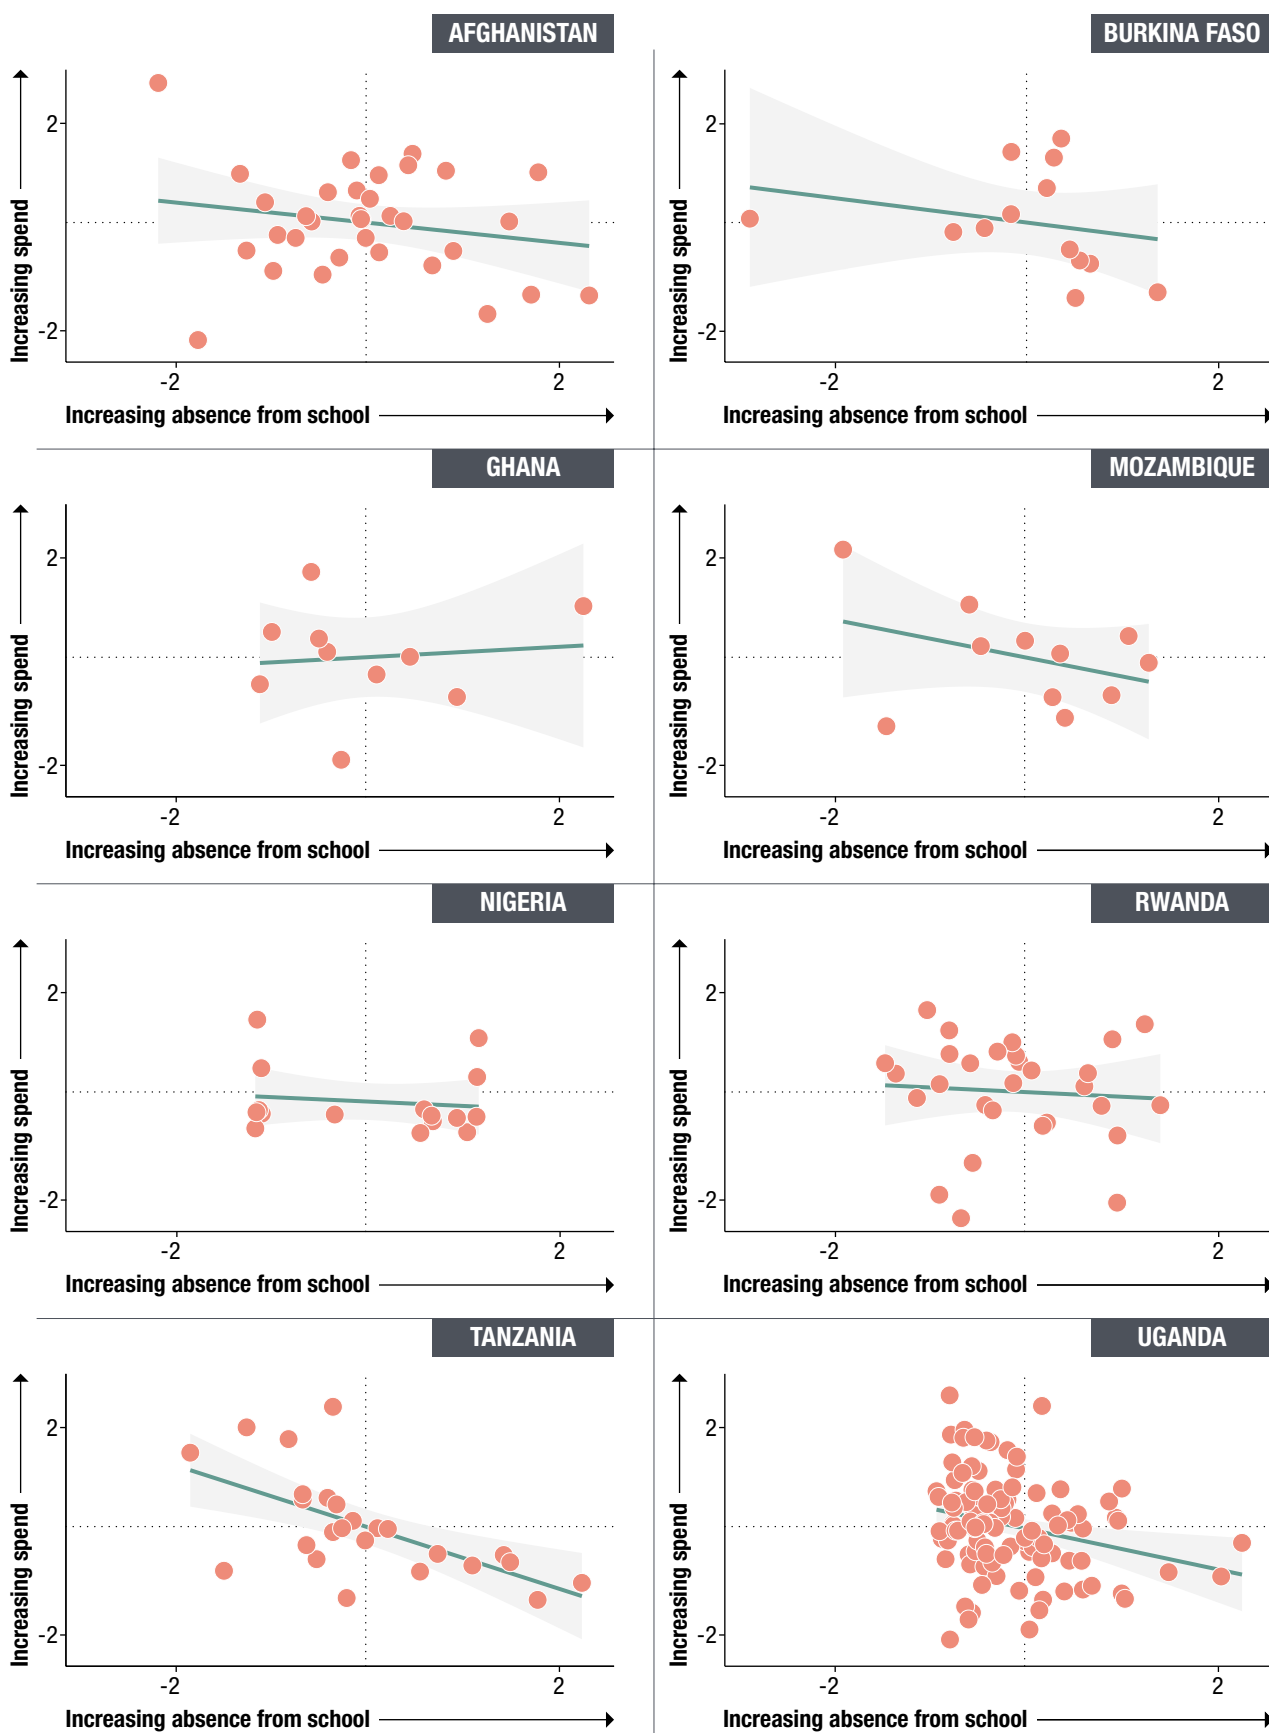 AFGHANISTAN
Increasing spend
2
-2
-2
2
Increasing absence from school
BURKINA FASO
Increasing spend
2
-2
-2
2
Increasing absence from school
GHANA
Increasing spend
2
-2
-2
2
Increasing absence from school
MOZAMBIQUE
Increasing spend
2
-2
-2
2
Increasing absence from school
NIGERIA
Increasing spend
2
-2
-2
2
Increasing absence from school
RWANDA
Increasing spend
2
-2
-2
2
Increasing absence from school
TANZANIA
Increasing spend
2
-2
-2
2
Increasing absence from school
UGANDA
Increasing spend
2
-2
-2
2
Increasing absence from school